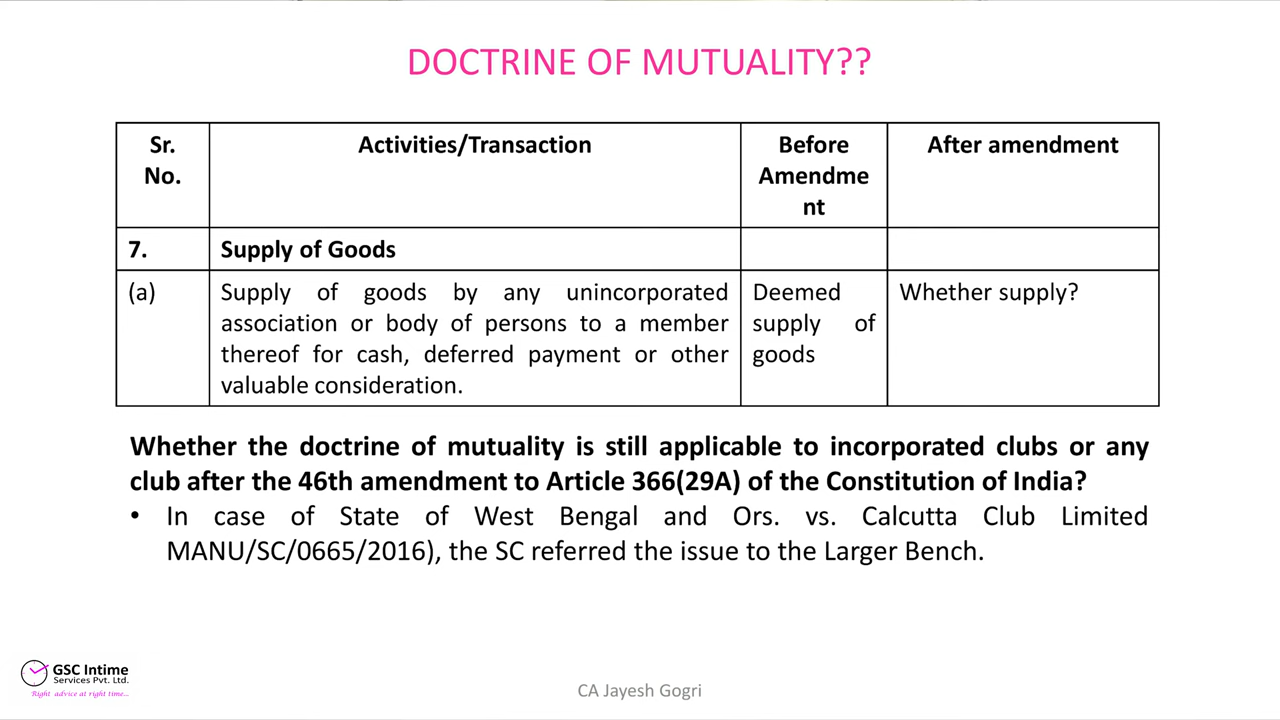 DOCTRINE OF MUTUALITY??
Sr. No.
Activities/Transaction
Before Amendme nt
After amendment
7.
Supply of Goods
(a)
Supply of goods by any unincorporated
association or body of persons to a member
thereof for cash, deferred payment or other
valuable consideration.
Deemed
supply of
goods
Whether supply?
Whether the doctrine of mutuality is still applicable to incorporated clubs or any
club after the 46th amendment to Article 366(29A) of the Constitution of India?
• In case of State of West Bengal and Ors. vs. Calcutta Club Limited
MANU/SC/0665/2016), the SC referred the issue to the Larger Bench.
GSC Intime
Services Pvt. Ltd.
Right advice at right time...
CA Jayesh Gogri